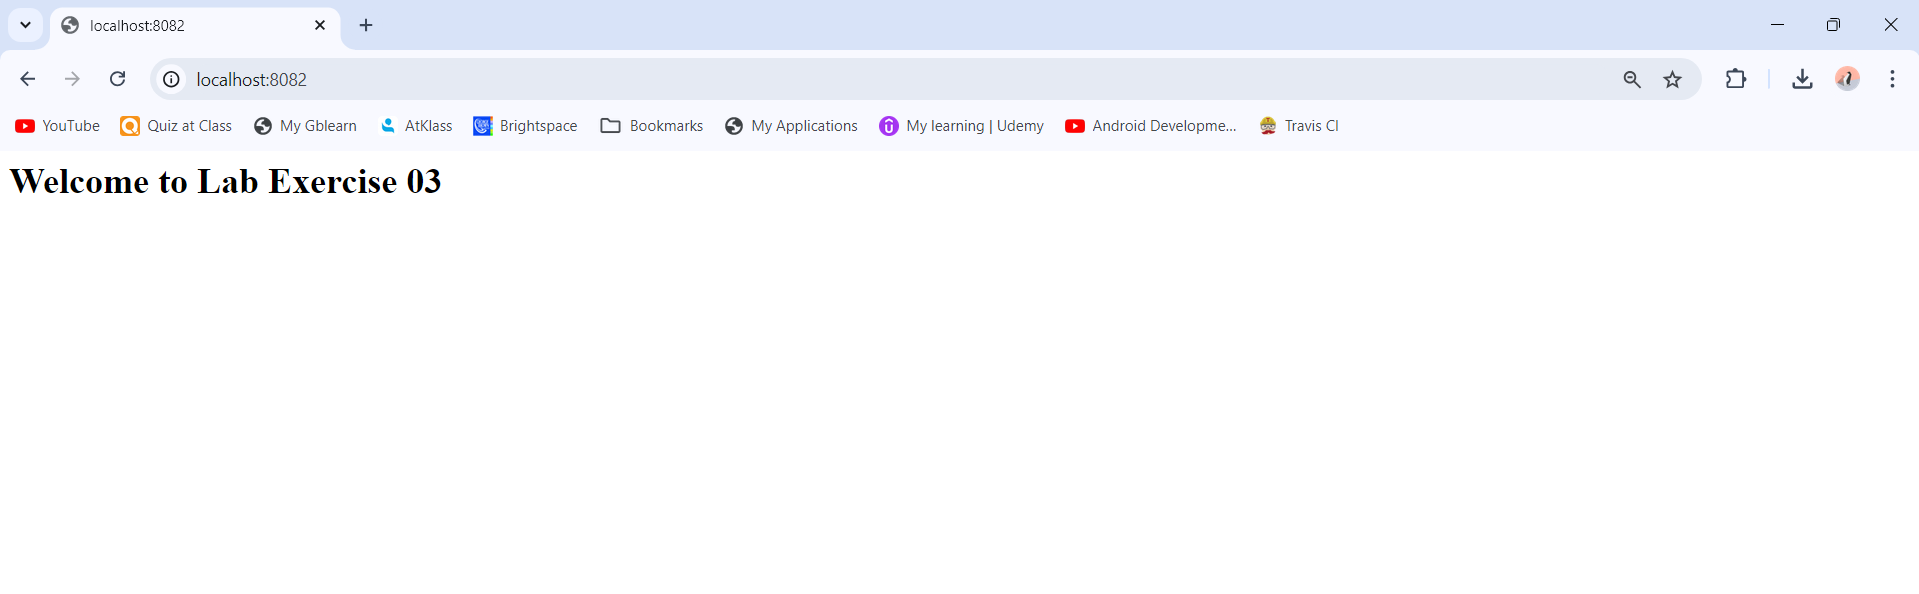 localhost:8082
localhost:8082
YouTube Quiz at Class My Gblearn AtKlass Brightspace Bookmarks My Applications My learning | Udemy Android Developme... Travis CI
Welcome to Lab Exercise 03